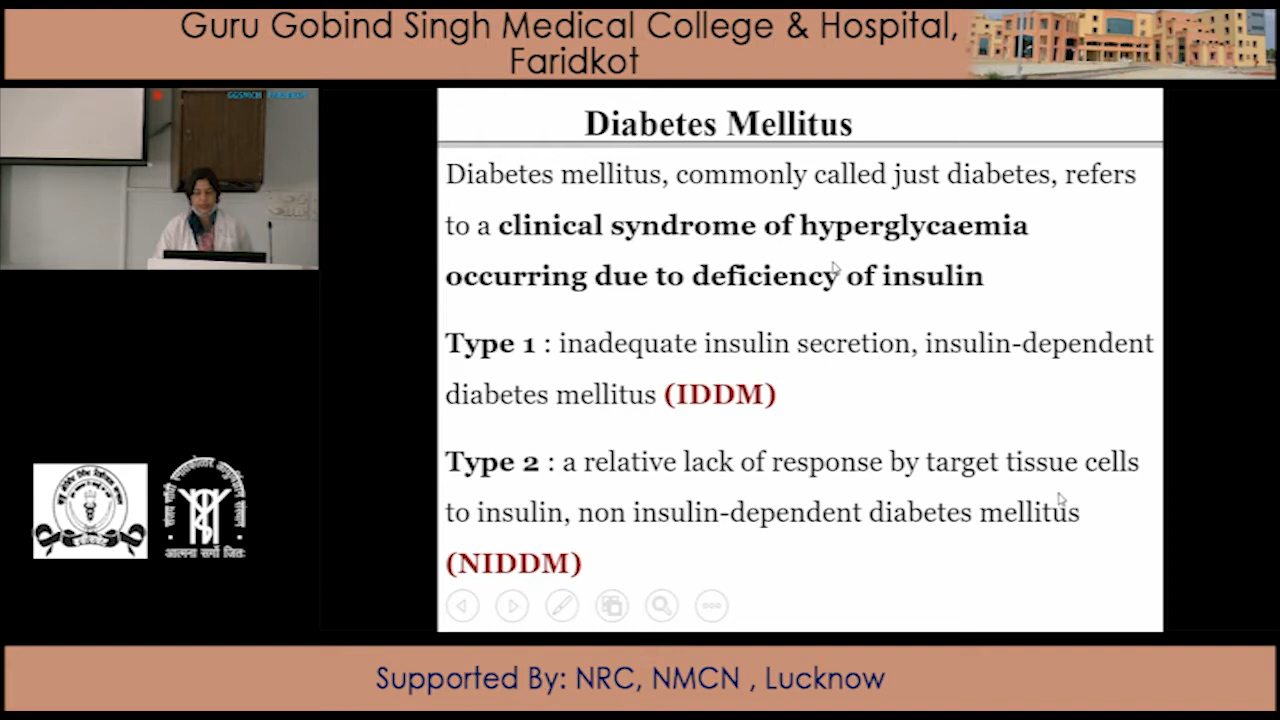 Guru Gobind Singh Medical College & Hospital,
Faridkot
Diabetes Mellitus
Diabetes mellitus, commonly called just diabetes, refers
to a clinical syndrome of hyperglycaemia
occurring due to deficiency of insulin
Type 1 : inadequate insulin secretion, insulin-dependent
diabetes mellitus (IDDM)
Type 2 : a relative lack of response by target tissue cells
to insulin, non insulin-dependent diabetes mellitus
(NIDDM)
आत्मना सर्गो जितः
Supported By: NRC, NMCN , Lucknow